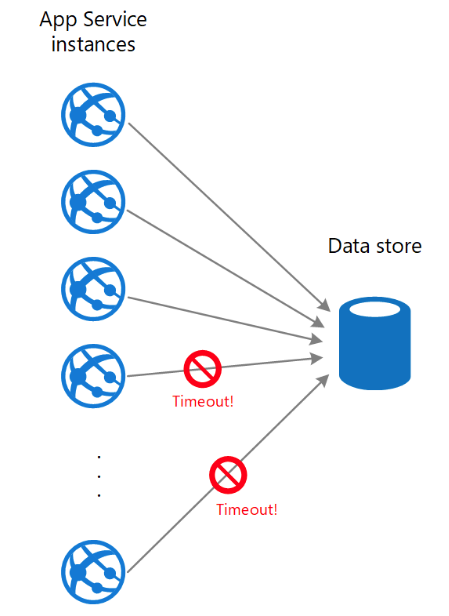 App Service
instances
Data store
Timeout!
Timeout!